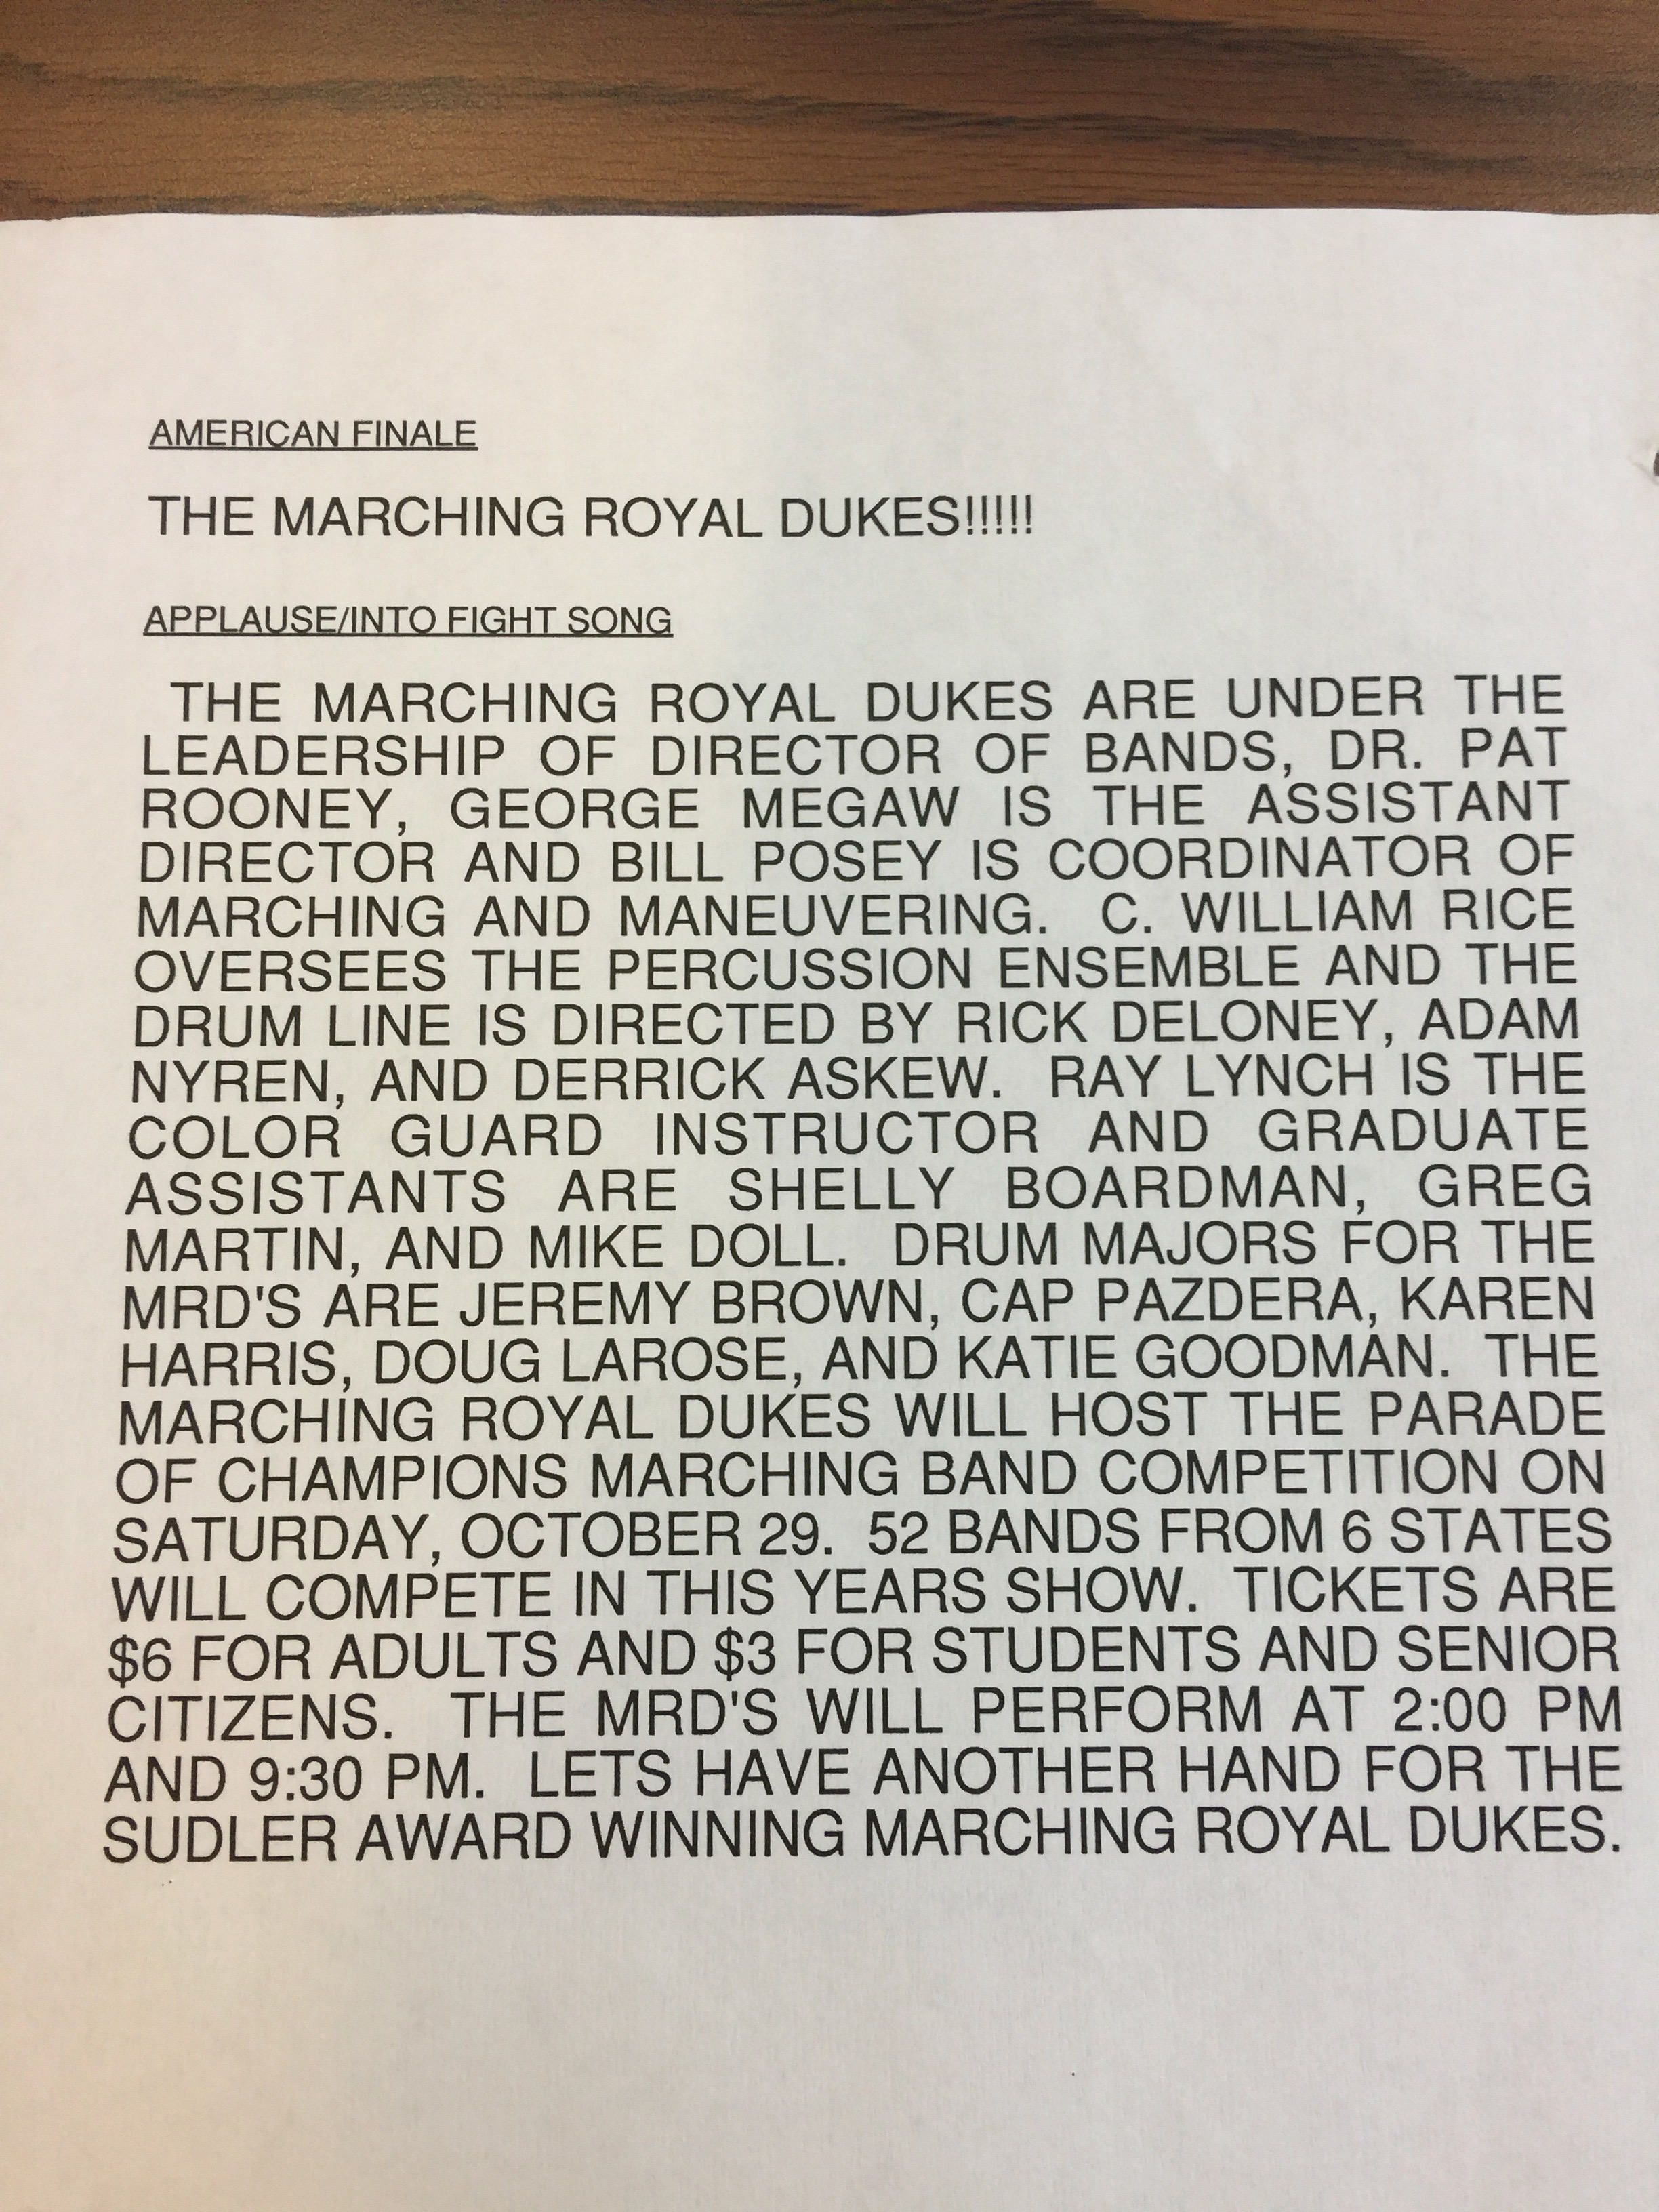 AMERICAN FINALE
THE MARCHING ROYAL DUKES!!!!!
APPLAUSE/INTO FIGHT SONG
THE MARCHING ROYAL DUKES ARE UNDER THE
LEADERSHIP OF DIRECTOR OF BANDS, DR. PAT
ROONEY, GEORGE MEGAW IS THE ASSISTANT
DIRECTOR AND BILL POSEY IS COORDINATOR OF
MARCHING AND MANEUVERING. C. WILLIAM RICE
OVERSEES THE PERCUSSION ENSEMBLE AND THE
DRUM LINE IS DIRECTED BY RICK DELONEY, ADAM
NYREN, AND DERRICK ASKEW. RAY LYNCH IS THE
COLOR GUARD INSTRUCTOR AND GRADUATE
ASSISTANTS ARE SHELLY BOARDMAN, GREG
MARTIN, AND MIKE DOLL. DRUM MAJORS FOR THE
MRD'S ARE JEREMY BROWN, CAP PAZDERA, KAREN
HARRIS, DOUG LAROSE, AND KATIE GOODMAN. THE
MARCHING ROYAL DUKES WILL HOST THE PARADE
OF CHAMPIONS MARCHING BAND COMPETITION ON
SATURDAY, OCTOBER 29. 52 BANDS FROM 6 STATES
WILL COMPETE IN THIS YEARS SHOW. TICKETS ARE
$6 FOR ADULTS AND $3 FOR STUDENTS AND SENIOR
CITIZENS. THE MRD'S WILL PERFORM AT 2:00 PM
AND 9:30 PM. LETS HAVE ANOTHER HAND FOR THE
SUDLER AWARD WINNING MARCHING ROYAL DUKES.